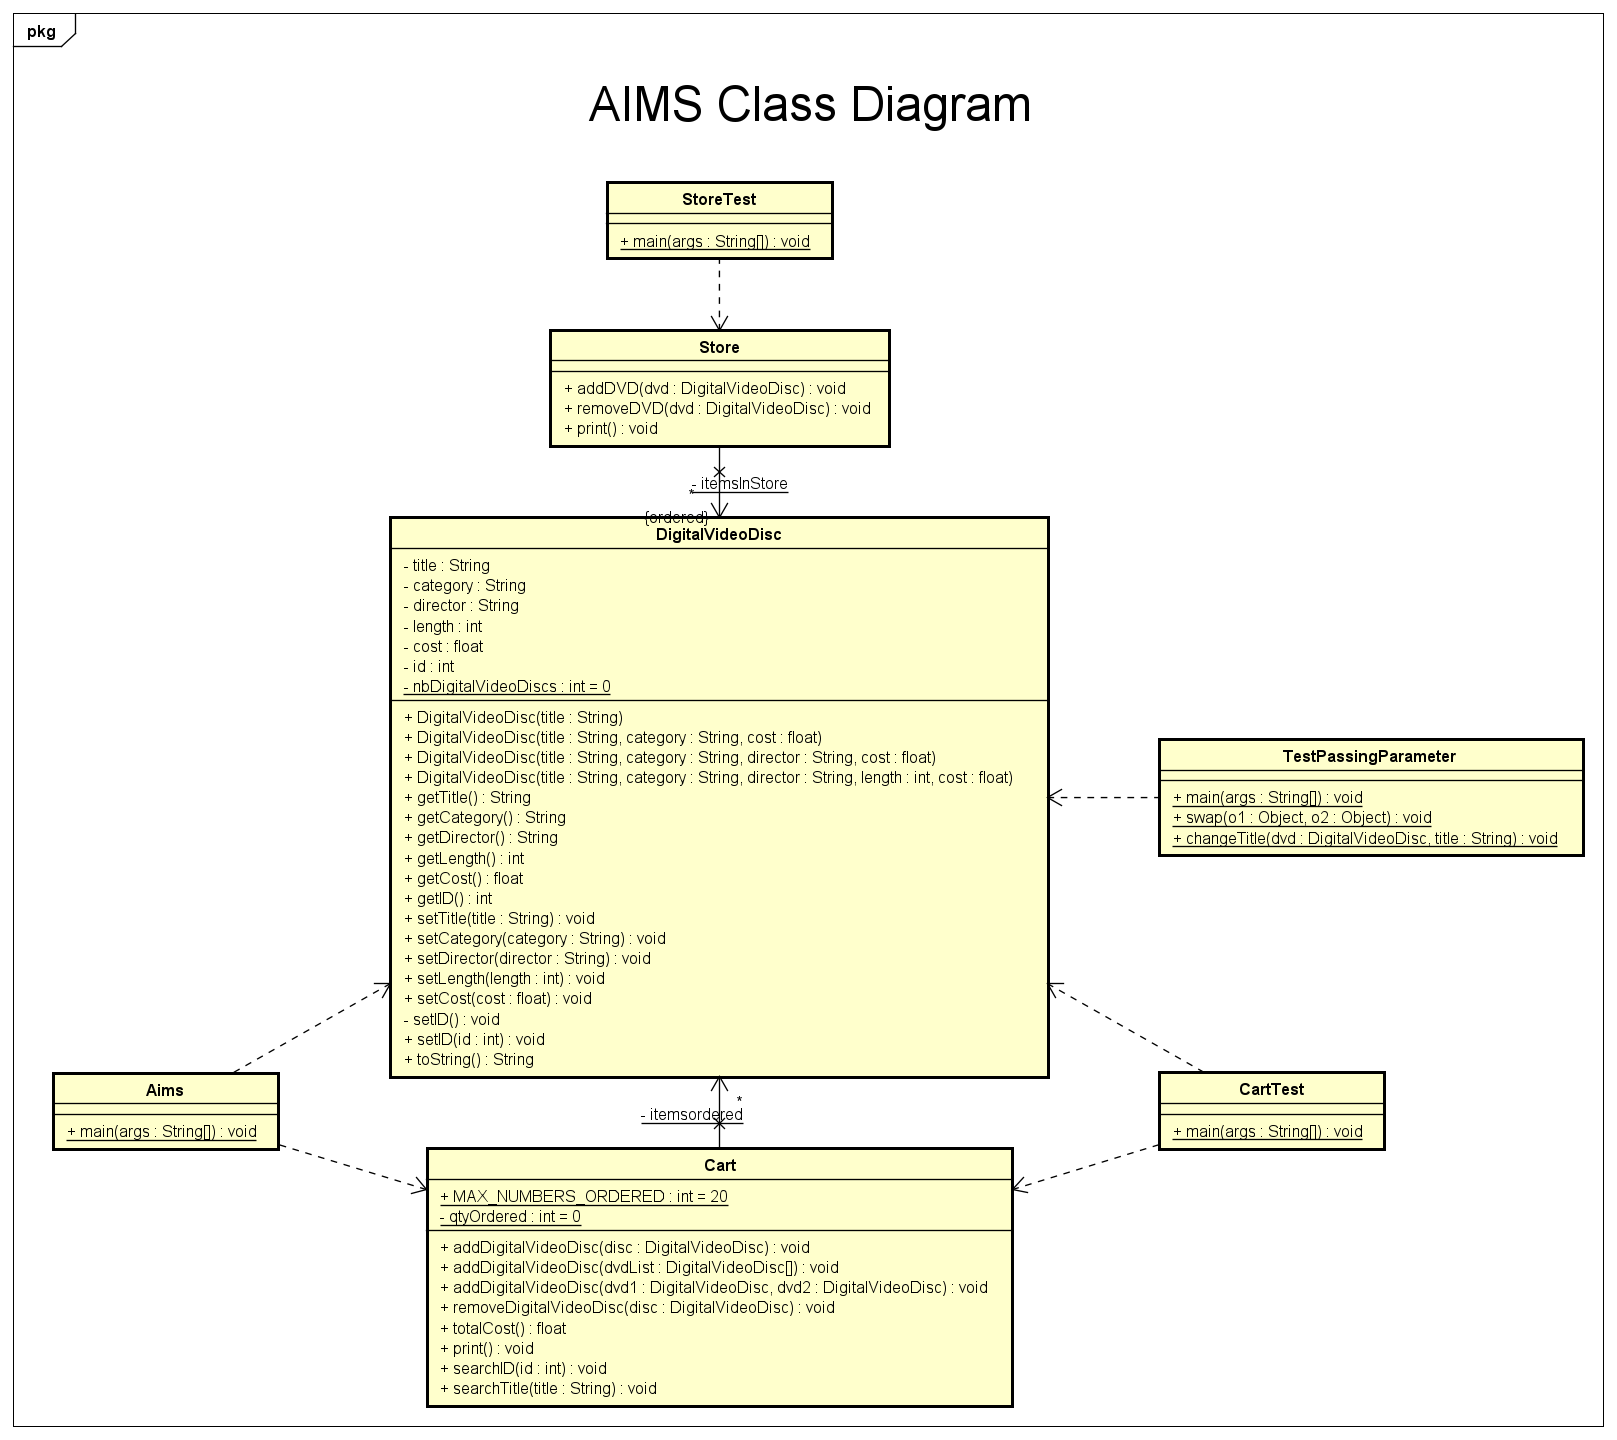 pkg
AIMS Class Diagram
StoreTest
+ main(args : String[]) : void
Store
+ addDVD(dvd : DigitalVideoDisc) : void
+ removeDVD(dvd : DigitalVideoDisc) : void
+ print() : void
- itemsInStore
*
{ordered}
DigitalVideoDisc
- title : String
- category : String
- director : String
- length : int
- cost : float
- id : int
- nbDigitalVideoDiscs : int = 0
+ DigitalVideoDisc(title : String)
+ DigitalVideoDisc(title : String, category : String, cost : float)
+ DigitalVideoDisc(title : String, category : String, director : String, cost : float)
+ DigitalVideoDisc(title : String, category : String, director : String, length : int, cost : float)
+ getTitle() : String
+ getCategory() : String
+ getDirector() : String
+ getLength() : int
+ getCost() : float
+ getID() : int
+ setTitle(title : String) : void
+ setCategory(category : String) : void
+ setDirector(director : String) : void
+ setLength(length : int) : void
+ setCost(cost : float) : void
- setID() : void
+ setID(id : int) : void
+ toString() : String
TestPassingParameter
+ main(args : String[]) : void
+ swap(o1 : Object, o2 : Object) : void
+ changeTitle(dvd : DigitalVideoDisc, title : String) : void
Aims
+ main(args : String[]) : void
*
- itemsordered
CartTest
+ main(args : String[]) : void
Cart
+ MAX_NUMBERS_ORDERED : int = 20
- qtyOrdered : int = 0
+ addDigitalVideoDisc(disc : DigitalVideoDisc) : void
+ addDigitalVideoDisc(dvdList : DigitalVideoDisc[]) : void
+ addDigitalVideoDisc(dvd1 : DigitalVideoDisc, dvd2 : DigitalVideoDisc) : void
+ removeDigitalVideoDisc(disc : DigitalVideoDisc) : void
+ totalCost() : float
+ print() : void
+ searchID(id : int) : void
+ searchTitle(title : String) : void